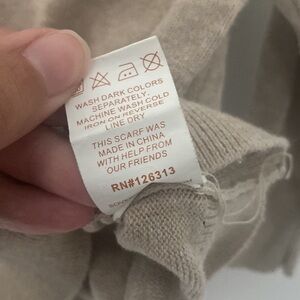 WASH DARK COLORS
SEPARATELY.
MACHINE WASH COLD
IRON ON REVERSE
LINE DRY
THIS SCARF WAS
MADE IN CHINA
WITH HELP FROM
OUR FRIENDS
RN#126313